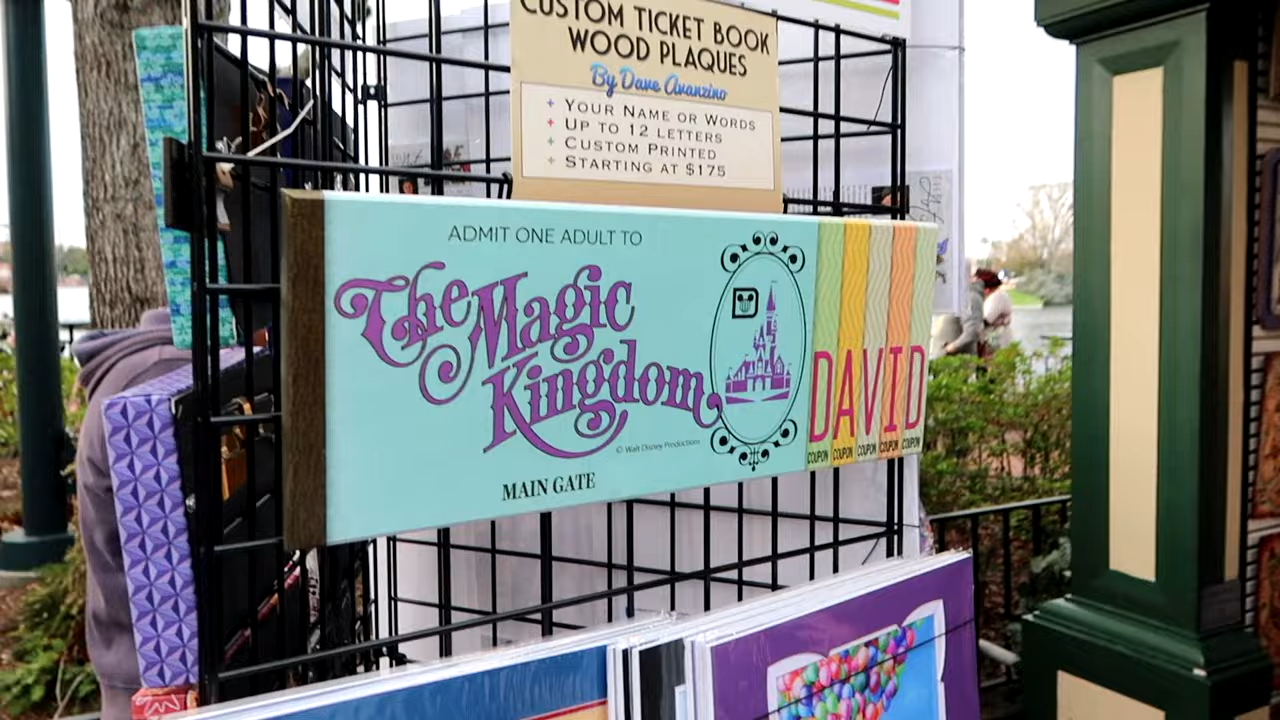 CUSTOM TICKET BOOK
WOOD PLAQUES
By Dave Avanzino
+ YOUR NAME OR WORDS
+ UP TO 12 LETTERS
+ CUSTOM PRINTED
+ STARTING AT $175
ADMIT ONE ADULT TO
The Magic
Kingdom
© Walt Disney Productions
MAIN GATE
DAVID
COUPON COUPON COUPON COUPON COUPON